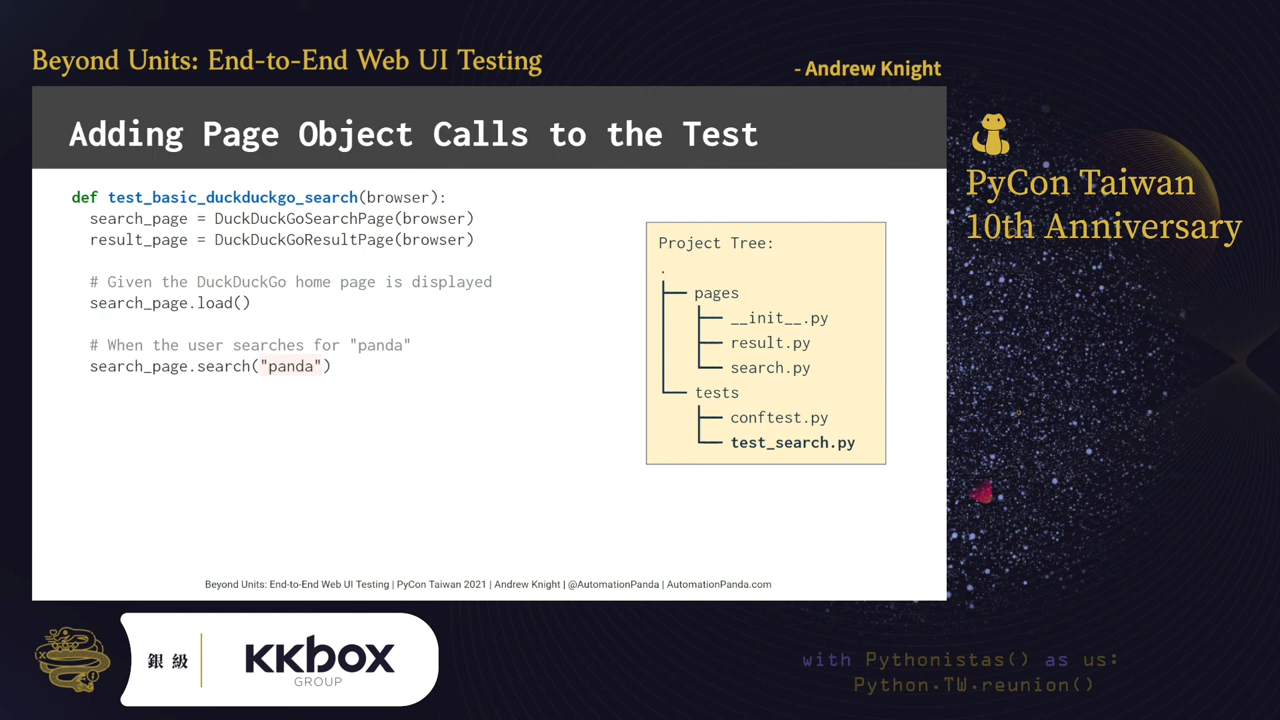 Beyond Units: End-to-End Web UI Testing
- Andrew Knight
Adding Page Object Calls to the Test
def test_basic_duckduckgo_search(browser):
search_page = DuckDuckGoSearchPage(browser)
result_page = DuckDuckGoResultPage(browser)
# Given the DuckDuckGo home page is displayed
search_page.load()
# When the user searches for "panda"
search_page.search("panda")
Project Tree:
.
pages
__init__.py
result.py
search.py
tests
conftest.py
test_search.py
Beyond Units: End-to-End Web UI Testing | PyCon Taiwan 2021 | Andrew Knight | @AutomationPanda | AutomationPanda.com
PyCon Taiwan
10th Anniversary
銀級
KKBOX
GROUP
with Pythonistas() as us:
Python.TW.reunion()